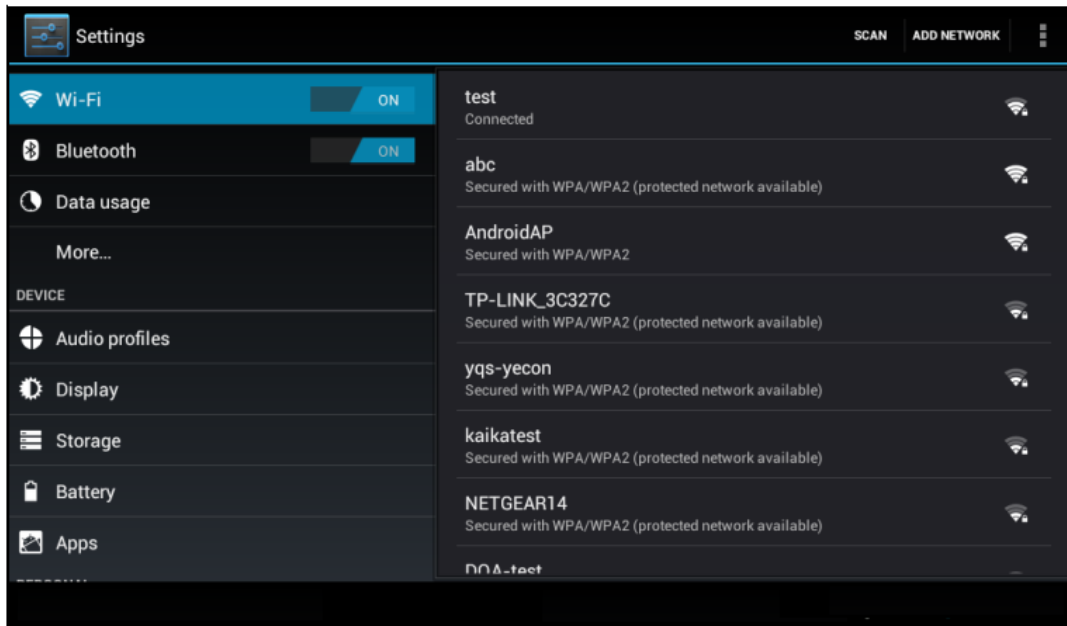 Settings
SCAN
ADD NETWORK
Wi-Fi
ON
Bluetooth
ON
Data usage
More...
DEVICE
Audio profiles
Display
Storage
Battery
Apps
test
Connected
abc
Secured with WPA/WPA2 (protected network available)
AndroidAP
Secured with WPA/WPA2
TP-LINK_3C327C
Secured with WPA/WPA2 (protected network available)
yqs-yecon
Secured with WPA/WPA2 (protected network available)
kaikatest
Secured with WPA/WPA2 (protected network available)
NETGEAR14
Secured with WPA/WPA2 (protected network available)